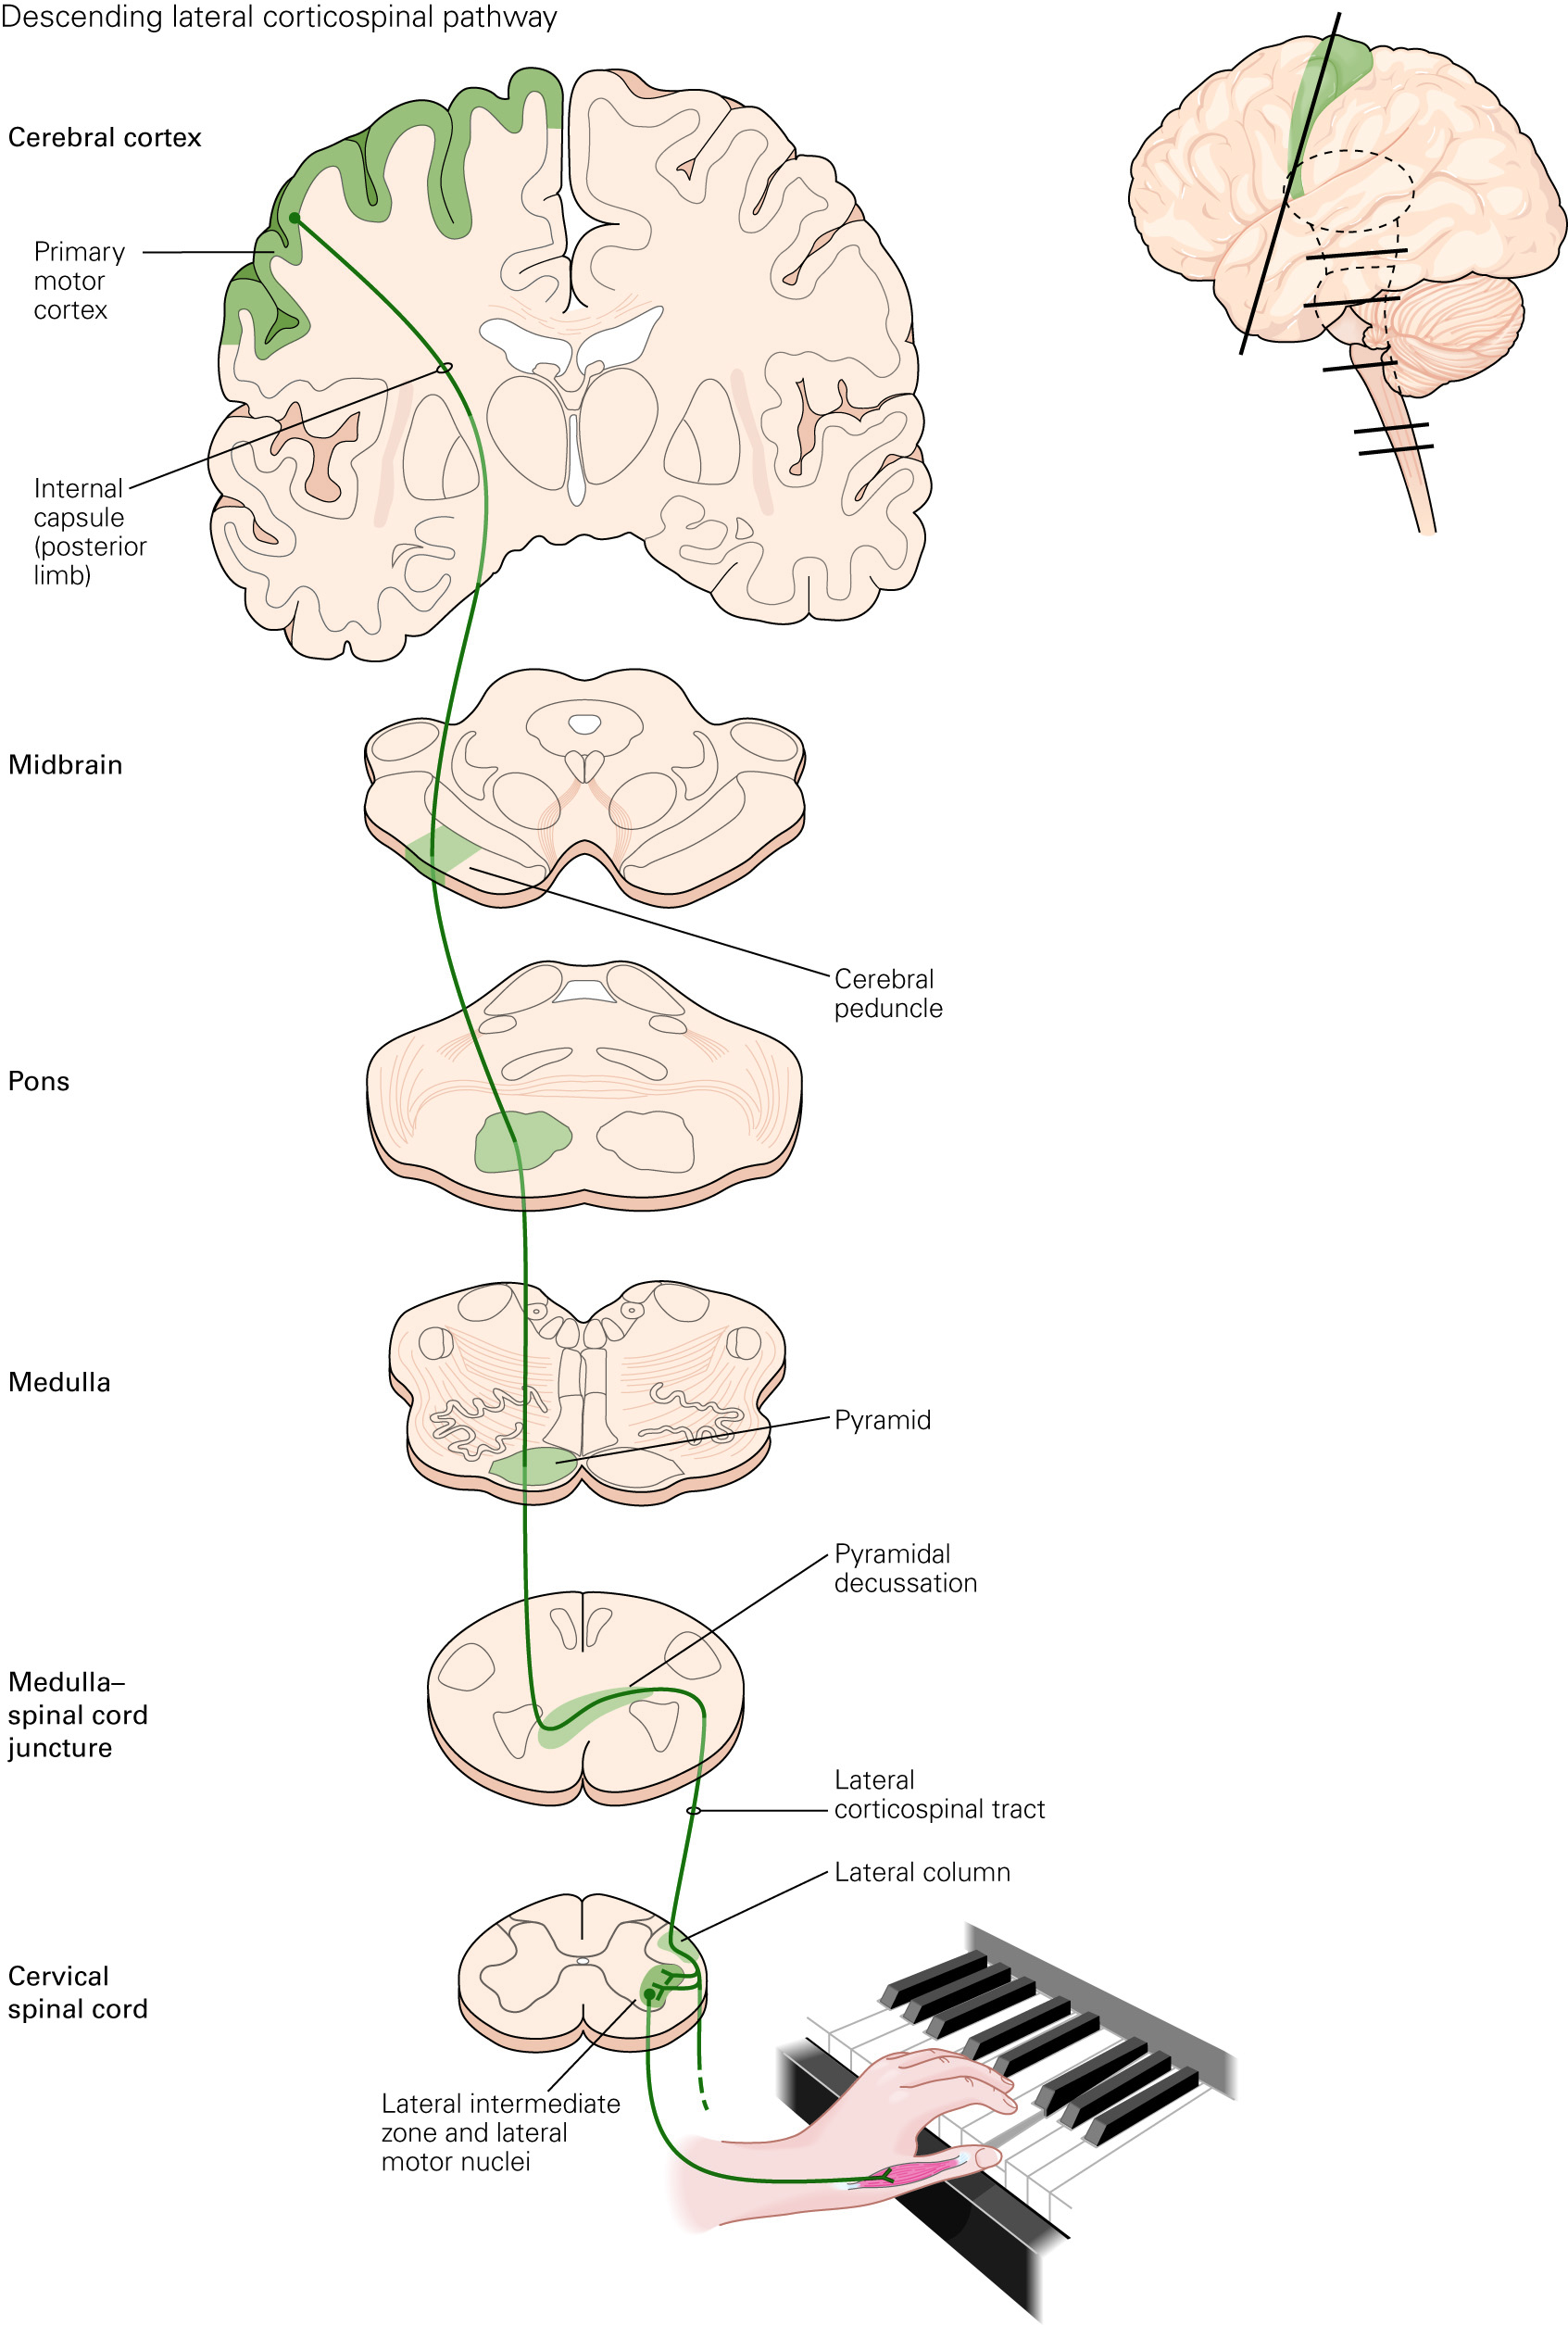 Descending lateral corticospinal pathway
Cerebral cortex
Primary
motor
cortex
Internal
capsule
(posterior
limb)
Midbrain
Cerebral
peduncle
Pons
Medulla
Pyramid
Pyramidal
decussation
Medulla–
spinal cord
juncture
Lateral
corticospinal tract
Lateral column
Cervical
spinal cord
Lateral intermediate
zone and lateral
motor nuclei